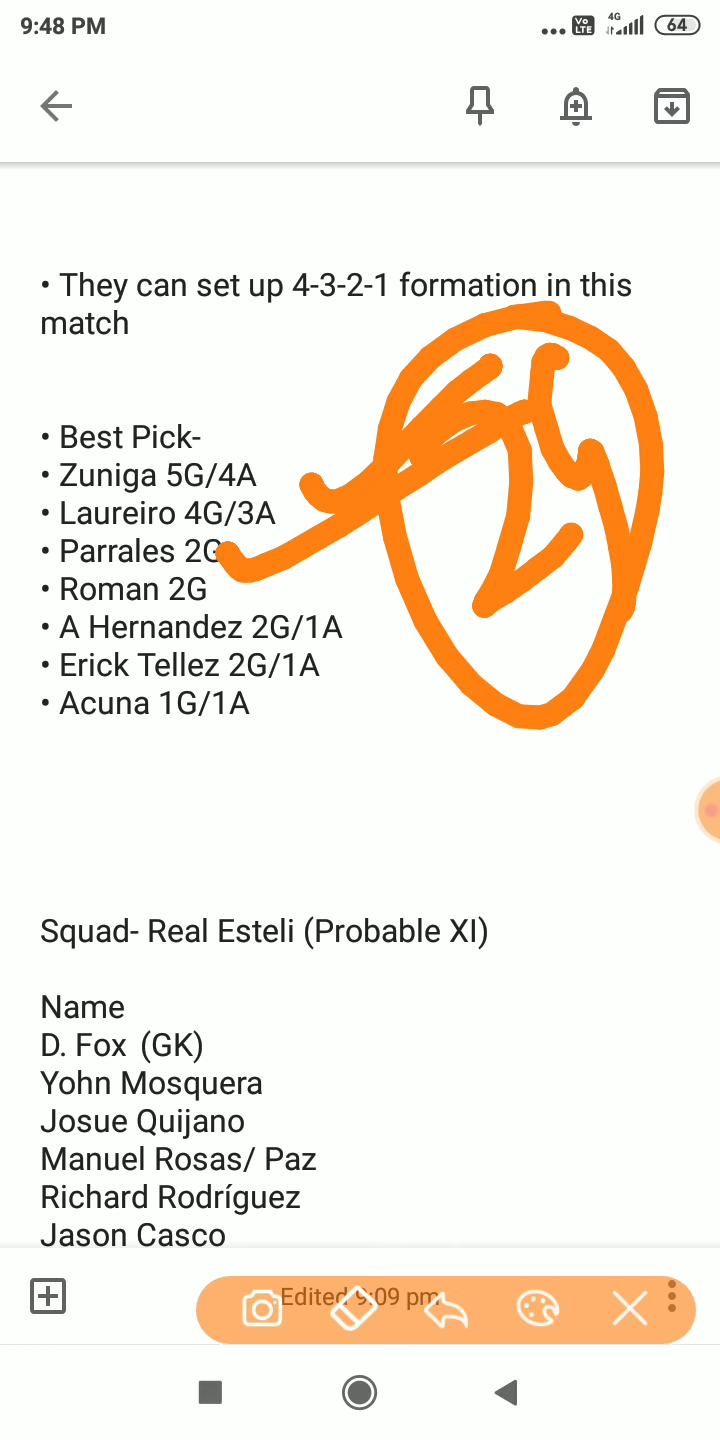 9:48 PM
Vo LTE 4G 64
• They can set up 4-3-2-1 formation in this
match
• Best Pick-
• Zuniga 5G/4A
• Laureiro 4G/3A
• Parrales 2G
• Roman 2G
• A Hernandez 2G/1A
• Erick Tellez 2G/1A
• Acuna 1G/1A
Squad- Real Esteli (Probable XI)
Name
D. Fox (GK)
Yohn Mosquera
Josue Quijano
Manuel Rosas/ Paz
Richard Rodríguez
Jason Casco
Edited 9:09 pm